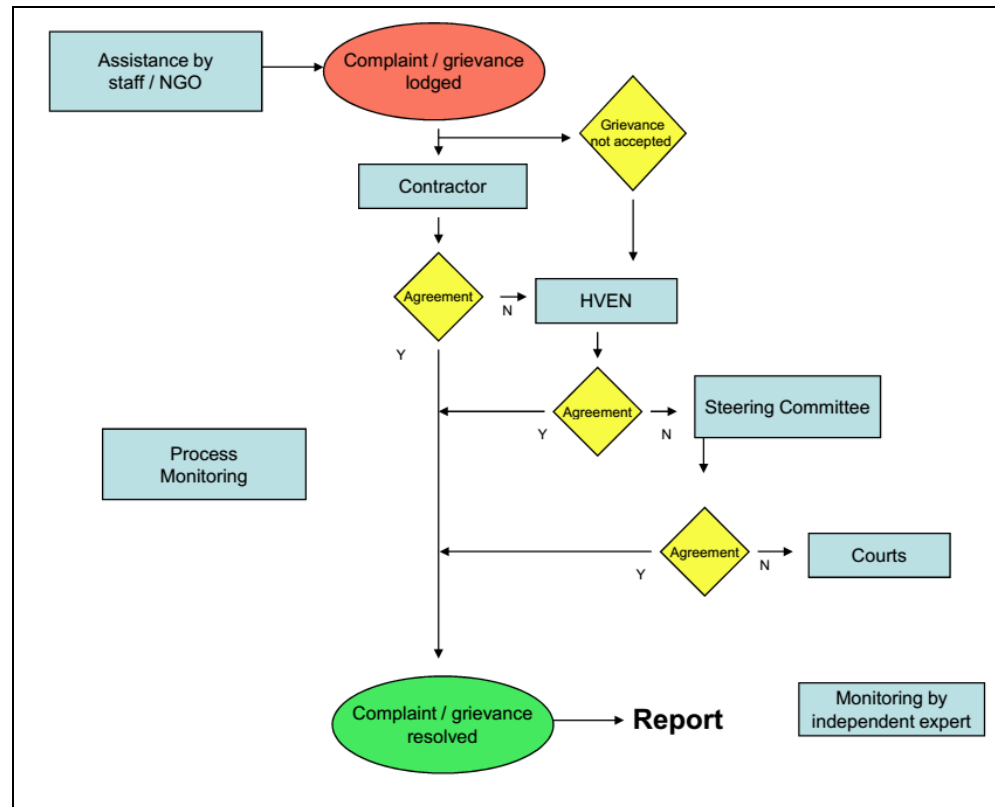 Assistance by
staff / NGO
Complaint / grievance
lodged
Grievance
not accepted
Contractor
Agreement
N
HVEN
Y
Agreement
Y
N
Steering Committee
Process
Monitoring
Agreement
Y
N
Courts
Complaint / grievance
resolved
Report
Monitoring by
independent expert